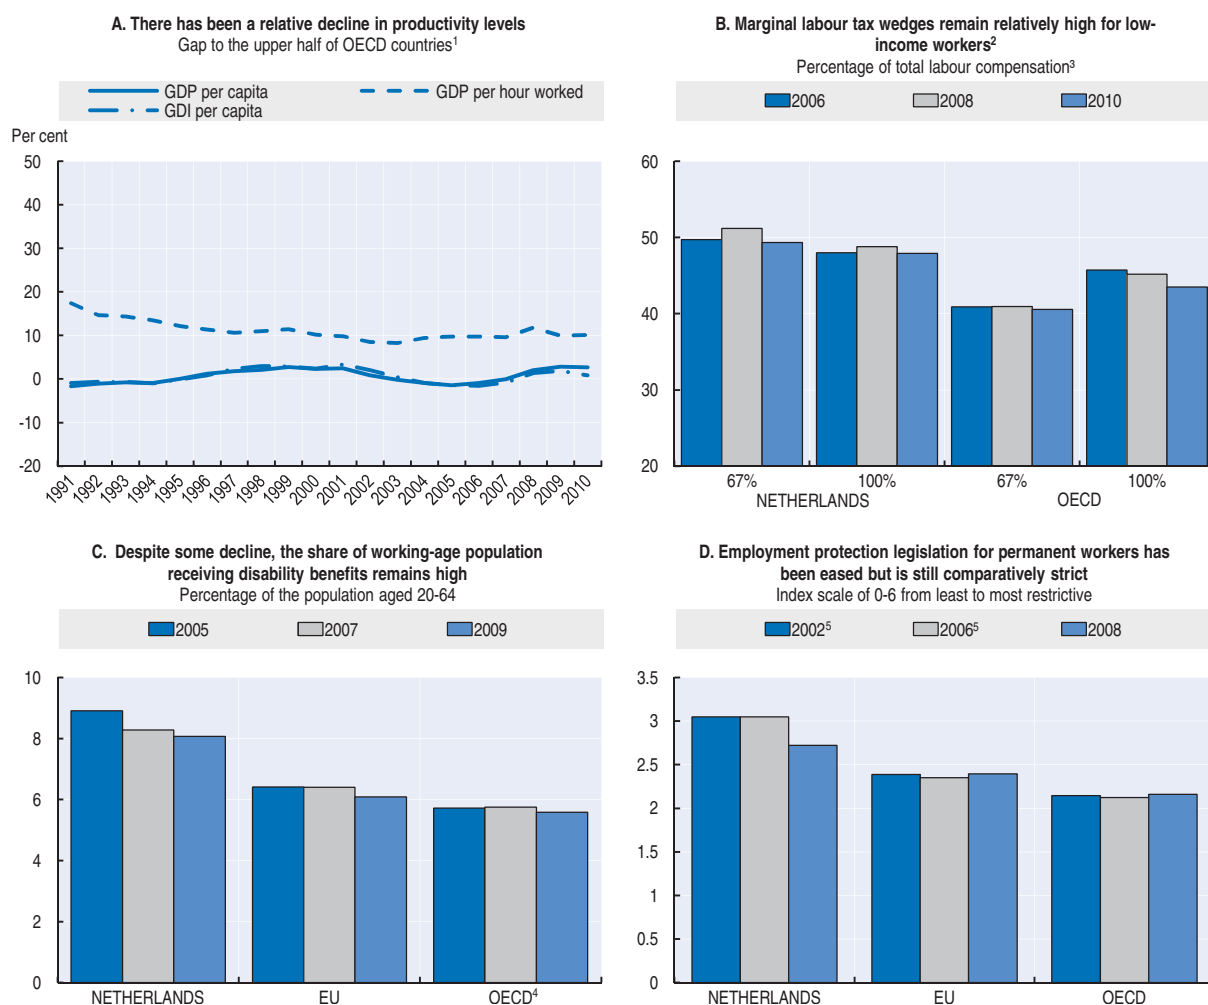 A. There has been a relative decline in productivity levels
Gap to the upper half of OECD countries¹
GDP per capita
GDP per hour worked
GDI per capita
Per cent
50
40
30
20
10
0
-10
-20
1991 1992 1993 1994 1995 1996 1997 1998 1999 2000 2001 2002 2003 2004 2005 2006 2007 2008 2009 2010
B. Marginal labour tax wedges remain relatively high for low-
income workers²
Percentage of total labour compensation³
2006 2008 2010
60
50
40
30
20
67% 100% 67% 100%
NETHERLANDS OECD
C. Despite some decline, the share of working-age population
receiving disability benefits remains high
Percentage of the population aged 20-64
2005 2007 2009
10
8
6
4
2
0
NETHERLANDS EU OECD⁴
D. Employment protection legislation for permanent workers has
been eased but is still comparatively strict
Index scale of 0-6 from least to most restrictive
2002⁵ 2006⁵ 2008
3.5
3
2.5
2
1.5
1
0.5
0
NETHERLANDS EU OECD